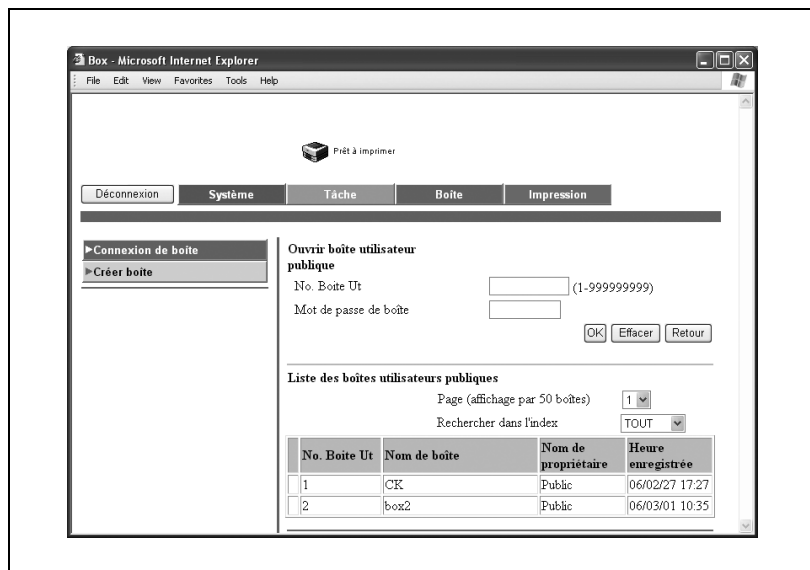 Box - Microsoft Internet Explorer
File Edit View Favorites Tools Help
Prêt à imprimer
Déconnexion Système Tâche Boîte Impression
Connexion de boîte
Créer boîte
Ouvrir boîte utilisateur
publique
No. Boite Ut (1-999999999)
Mot de passe de boîte
OK Effacer Retour
Liste des boîtes utilisateurs publiques
Page (affichage par 50 boîtes) 1
Rechercher dans l'index TOUT
No. Boite Ut Nom de boîte Nom de propriétaire Heure enregistrée
1 CK Public 06/02/27 17:27
2 box2 Public 06/03/01 10:35